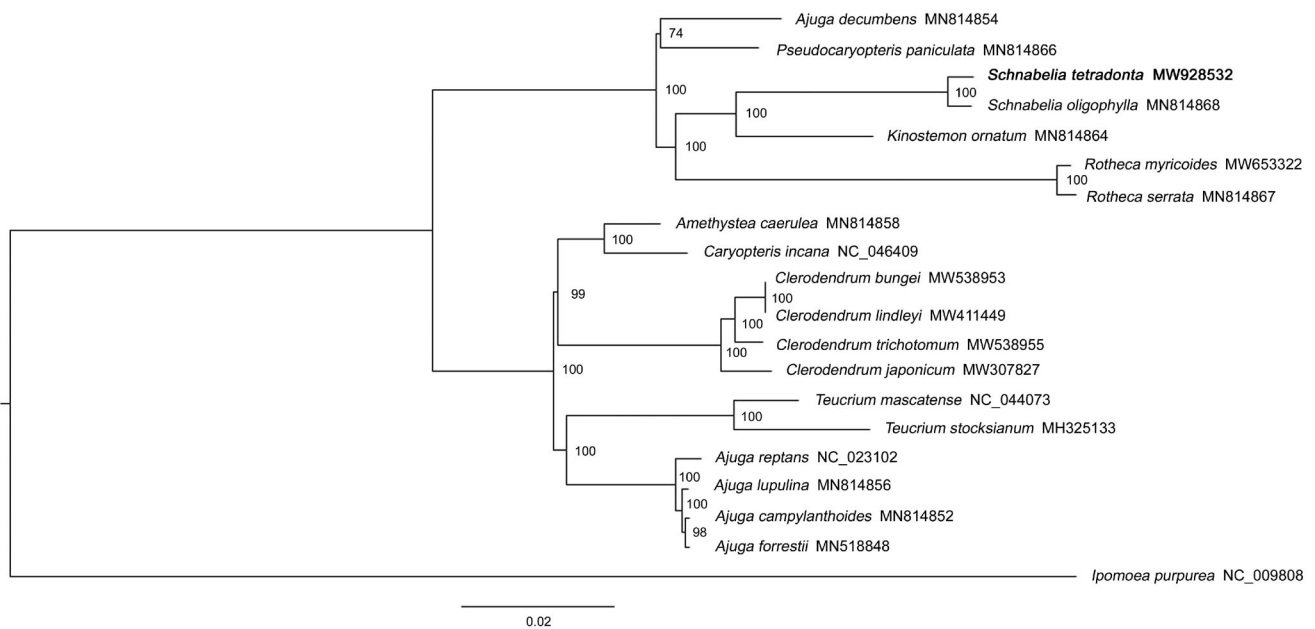 Ajuga decumbens MN814854
74
Pseudocaryopteris paniculata MN814866
Schnabelia tetradonta MW928532
100
100
Schnabelia oligophylla MN814868
100
Kinostemon ornatum MN814864
100
Rotheca myricoides MW653322
100
Rotheca serrata MN814867
Amethystea caerulea MN814858
100
Caryopteris incana NC_046409
Clerodendrum bungei MW538953
99
100
Clerodendrum lindleyi MW411449
100
Clerodendrum trichotomum MW538955
100
Clerodendrum japonicum MW307827
100
Teucrium mascatense NC_044073
100
Teucrium stocksianum MH325133
100
Ajuga reptans NC_023102
100
Ajuga lupulina MN814856
100
Ajuga campylanthoides MN814852
98
Ajuga forrestii MN518848
Ipomoea purpurea NC_009808
0.02